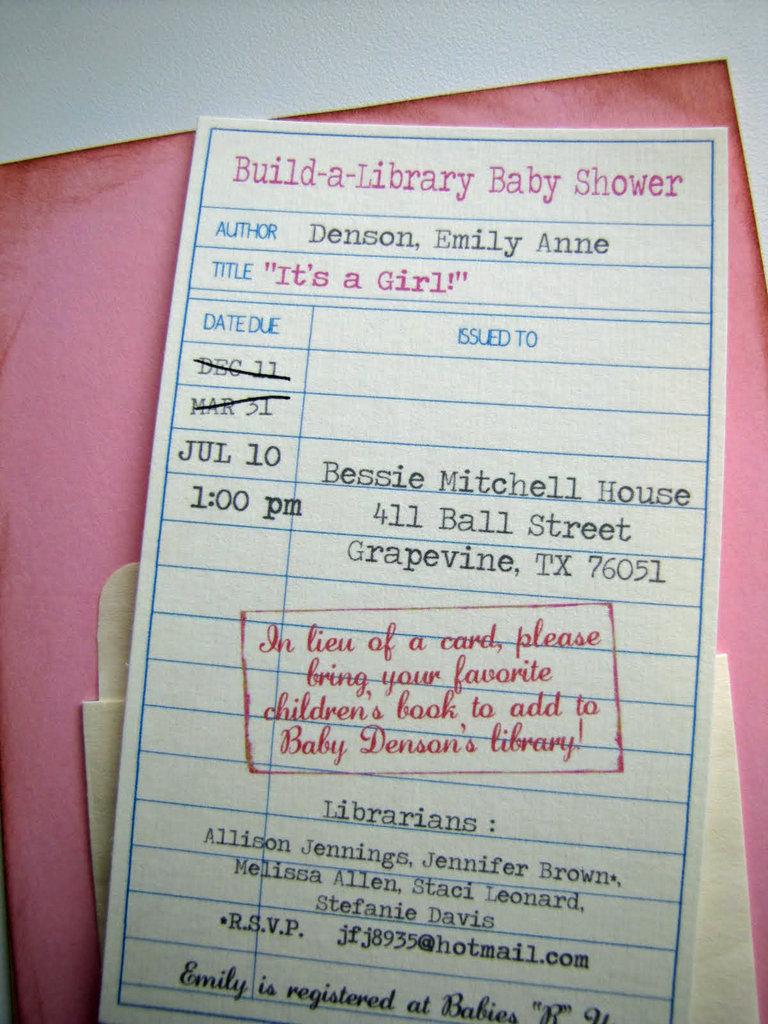 Build-a-Library Baby Shower
AUTHOR Denson, Emily Anne
TITLE "It's a Girl!"
DATE DUE ISSUED TO
DEC 11
MAR 31
JUL 10
1:00 pm
Bessie Mitchell House
411 Ball Street
Grapevine, TX 76051
In lieu of a card, please
bring your favorite
children's book to add to
Baby Denson's library!
Librarians :
Allison Jennings, Jennifer Brown*,
Melissa Allen, Staci Leonard,
Stefanie Davis
*R.S.V.P. jfj8935@hotmail.com
Emily is registered at Babies "R" U